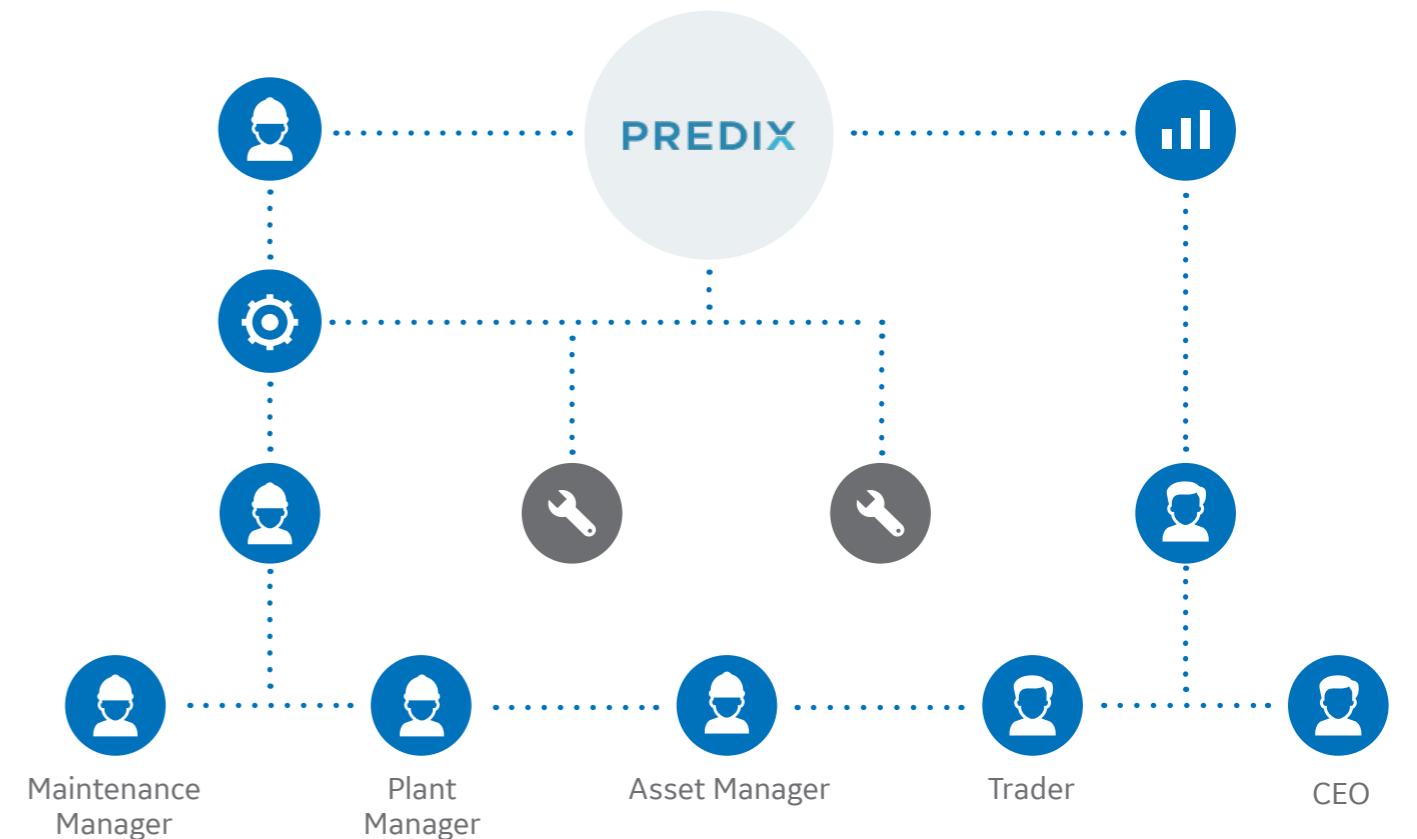 PREDIX
Maintenance
Manager
Plant
Manager
Asset Manager
Trader
CEO